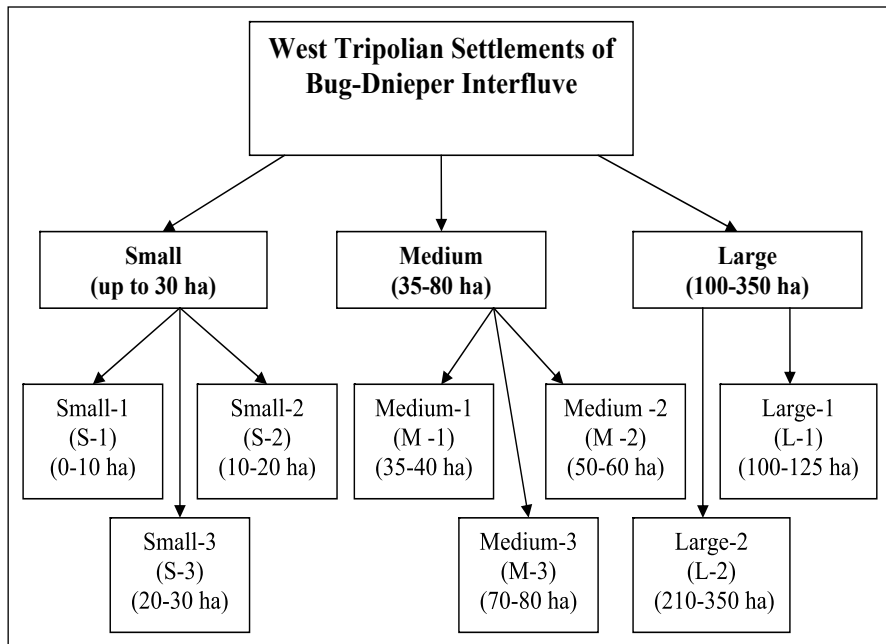 West Tripolian Settlements of
Bug-Dnieper Interfluve
Small
(up to 30 ha)
Medium
(35-80 ha)
Large
(100-350 ha)
Small-1
(S-1)
(0-10 ha)
Small-2
(S-2)
(10-20 ha)
Medium-1
(M -1)
(35-40 ha)
Medium -2
(M -2)
(50-60 ha)
Large-1
(L-1)
(100-125 ha)
Small-3
(S-3)
(20-30 ha)
Medium-3
(M-3)
(70-80 ha)
Large-2
(L-2)
(210-350 ha)